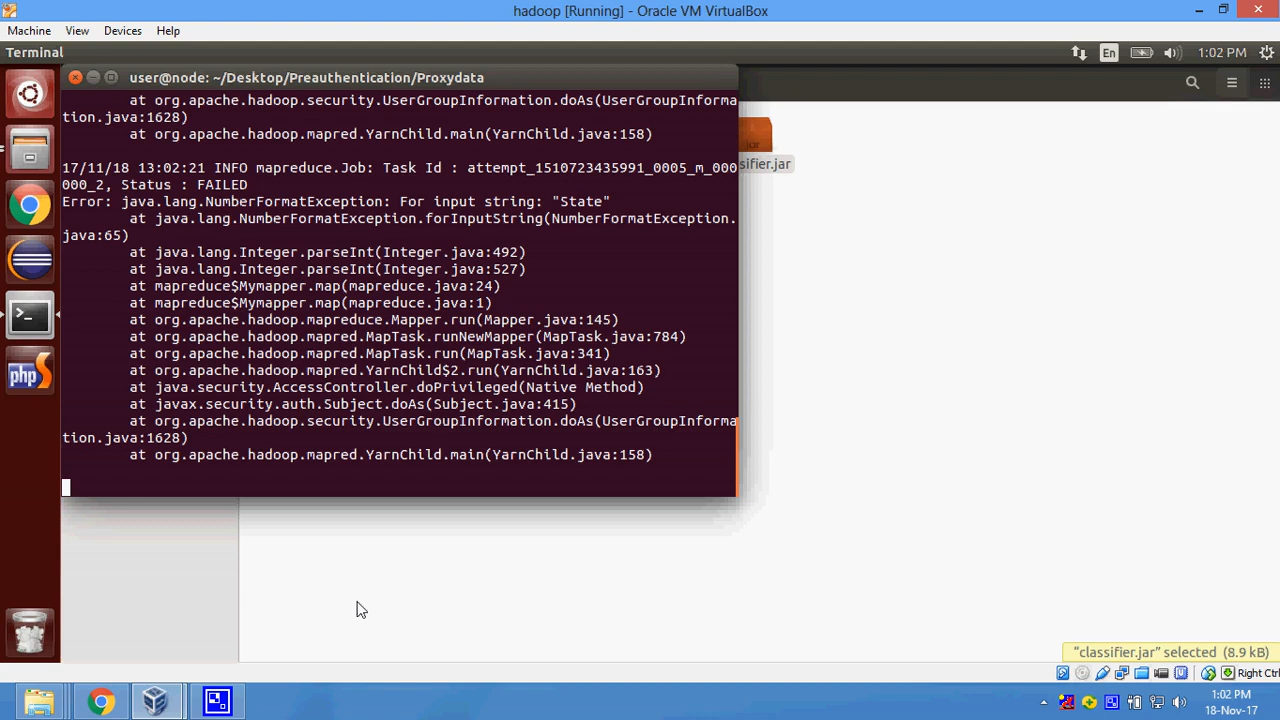 hadoop [Running] - Oracle VM VirtualBox
Machine View Devices Help
Terminal
En
1:02 PM
user@node: ~/Desktop/Preauthentication/Proxydata
at org.apache.hadoop.security.UserGroupInformation.doAs(UserGroupInforma
tion.java:1628)
at org.apache.hadoop.mapred.YarnChild.main(YarnChild.java:158)
17/11/18 13:02:21 INFO mapreduce.Job: Task Id : attempt_1510723435991_0005_m_000
000_2, Status : FAILED
Error: java.lang.NumberFormatException: For input string: "State"
at java.lang.NumberFormatException.forInputString(NumberFormatException.
java:65)
at java.lang.Integer.parseInt(Integer.java:492)
at java.lang.Integer.parseInt(Integer.java:527)
at mapreduce$Mymapper.map(mapreduce.java:24)
at mapreduce$Mymapper.map(mapreduce.java:1)
at org.apache.hadoop.mapreduce.Mapper.run(Mapper.java:145)
at org.apache.hadoop.mapred.MapTask.runNewMapper(MapTask.java:784)
at org.apache.hadoop.mapred.MapTask.run(MapTask.java:341)
at org.apache.hadoop.mapred.YarnChild$2.run(YarnChild.java:163)
at java.security.AccessController.doPrivileged(Native Method)
at javax.security.auth.Subject.doAs(Subject.java:415)
at org.apache.hadoop.security.UserGroupInformation.doAs(UserGroupInforma
tion.java:1628)
at org.apache.hadoop.mapred.YarnChild.main(YarnChild.java:158)
jar
sifier.jar
php
"classifier.jar" selected (8.9 kB)
Right Ctrl
1:02 PM
18-Nov-17